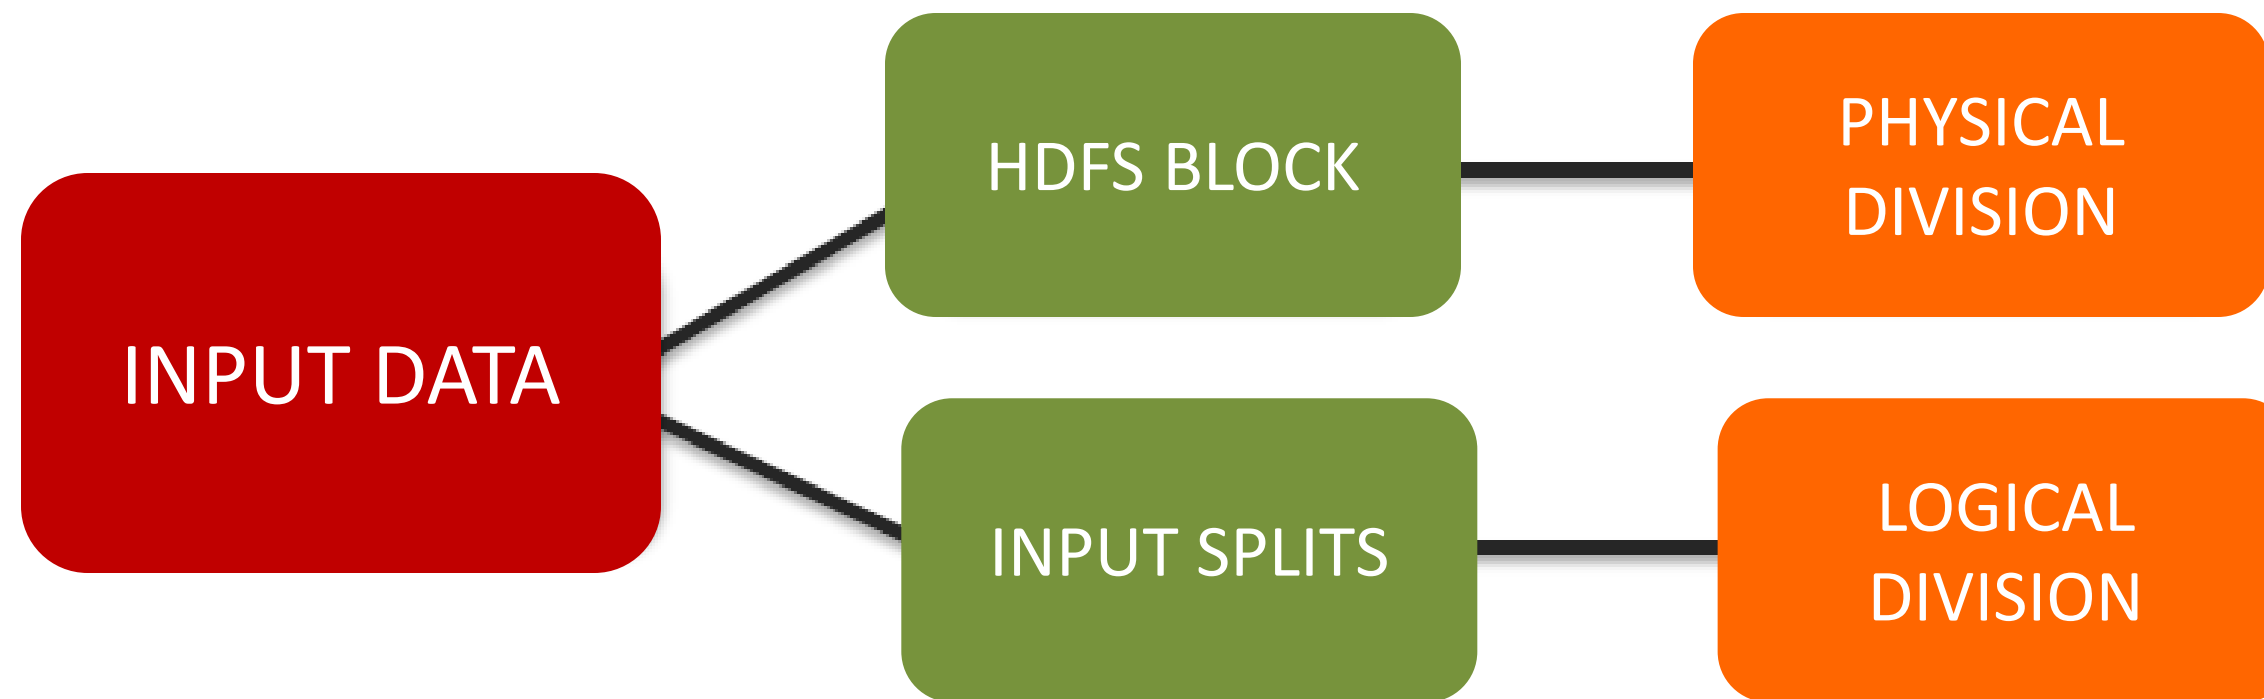 INPUT DATA
HDFS BLOCK
PHYSICAL
DIVISION
INPUT SPLITS
LOGICAL
DIVISION